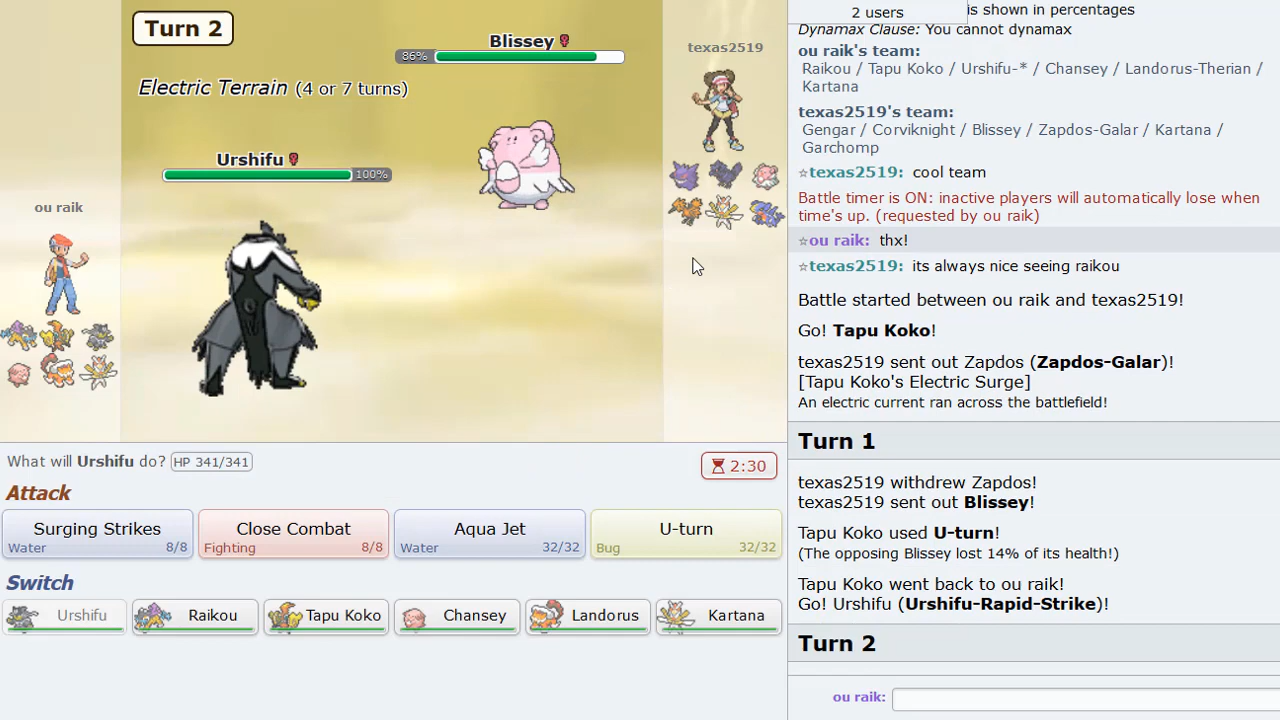 Turn 2
Blissey
86%
Electric Terrain (4 or 7 turns)
Urshifu
100%
ou raik
texas2519
What will Urshifu do? HP 341/341
2:30
Attack
Surging Strikes
Water 8/8
Close Combat
Fighting 8/8
Aqua Jet
Water 32/32
U-turn
Bug 32/32
Switch
Urshifu
Raikou
Tapu Koko
Chansey
Landorus
Kartana
2 users
is shown in percentages
Dynamax Clause: You cannot dynamax
ou raik's team:
Raikou / Tapu Koko / Urshifu-* / Chansey / Landorus-Therian /
Kartana
texas2519's team:
Gengar / Corviknight / Blissey / Zapdos-Galar / Kartana /
Garchomp
☆texas2519: cool team
Battle timer is ON: inactive players will automatically lose when
time's up. (requested by ou raik)
☆ou raik: thx!
☆texas2519: its always nice seeing raikou
Battle started between ou raik and texas2519!
Go! Tapu Koko!
texas2519 sent out Zapdos (Zapdos-Galar)!
[Tapu Koko's Electric Surge]
An electric current ran across the battlefield!
Turn 1
texas2519 withdrew Zapdos!
texas2519 sent out Blissey!
Tapu Koko used U-turn!
(The opposing Blissey lost 14% of its health!)
Tapu Koko went back to ou raik!
Go! Urshifu (Urshifu-Rapid-Strike)!
Turn 2
ou raik: